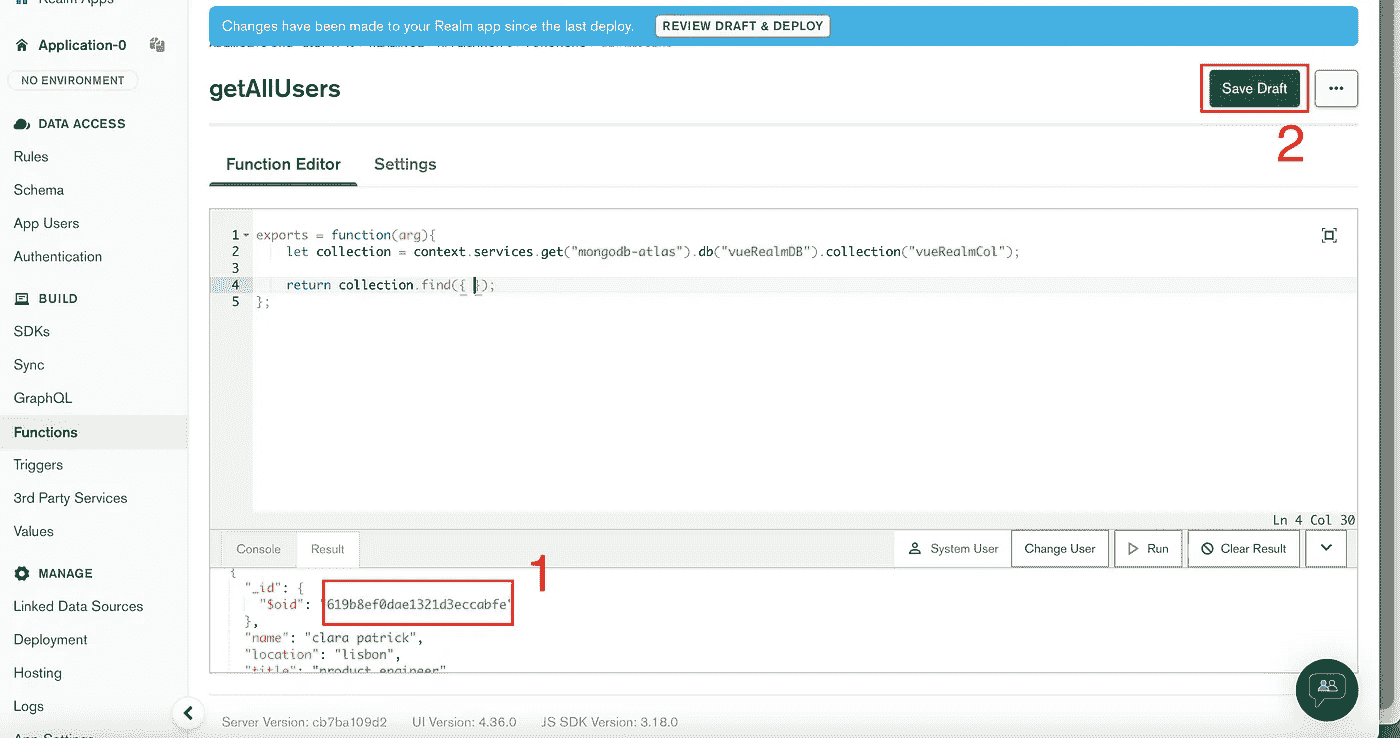 Realm Apps
Changes have been made to your Realm app since the last deploy. REVIEW DRAFT & DEPLOY
Application-0
NO ENVIRONMENT
getAllUsers
Save Draft
2
DATA ACCESS
Rules
Schema
App Users
Authentication
BUILD
SDKs
Sync
GraphQL
Functions
Triggers
3rd Party Services
Values
MANAGE
Linked Data Sources
Deployment
Hosting
Logs
App Settings
Function Editor Settings
1 exports = function(arg){
2 let collection = context.services.get("mongodb-atlas").db("vueRealmDB").collection("vueRealmCol");
3
4 return collection.find({ });
5 };
Ln 4 Col 30
Console Result System User Change User Run Clear Result
1
{
"_id": {
"$oid": "619b8ef0dae1321d3eccabfe"
},
"name": "clara patrick",
"location": "lisbon",
"title": "product engineer"
Server Version: cb7ba109d2 UI Version: 4.36.0 JS SDK Version: 3.18.0